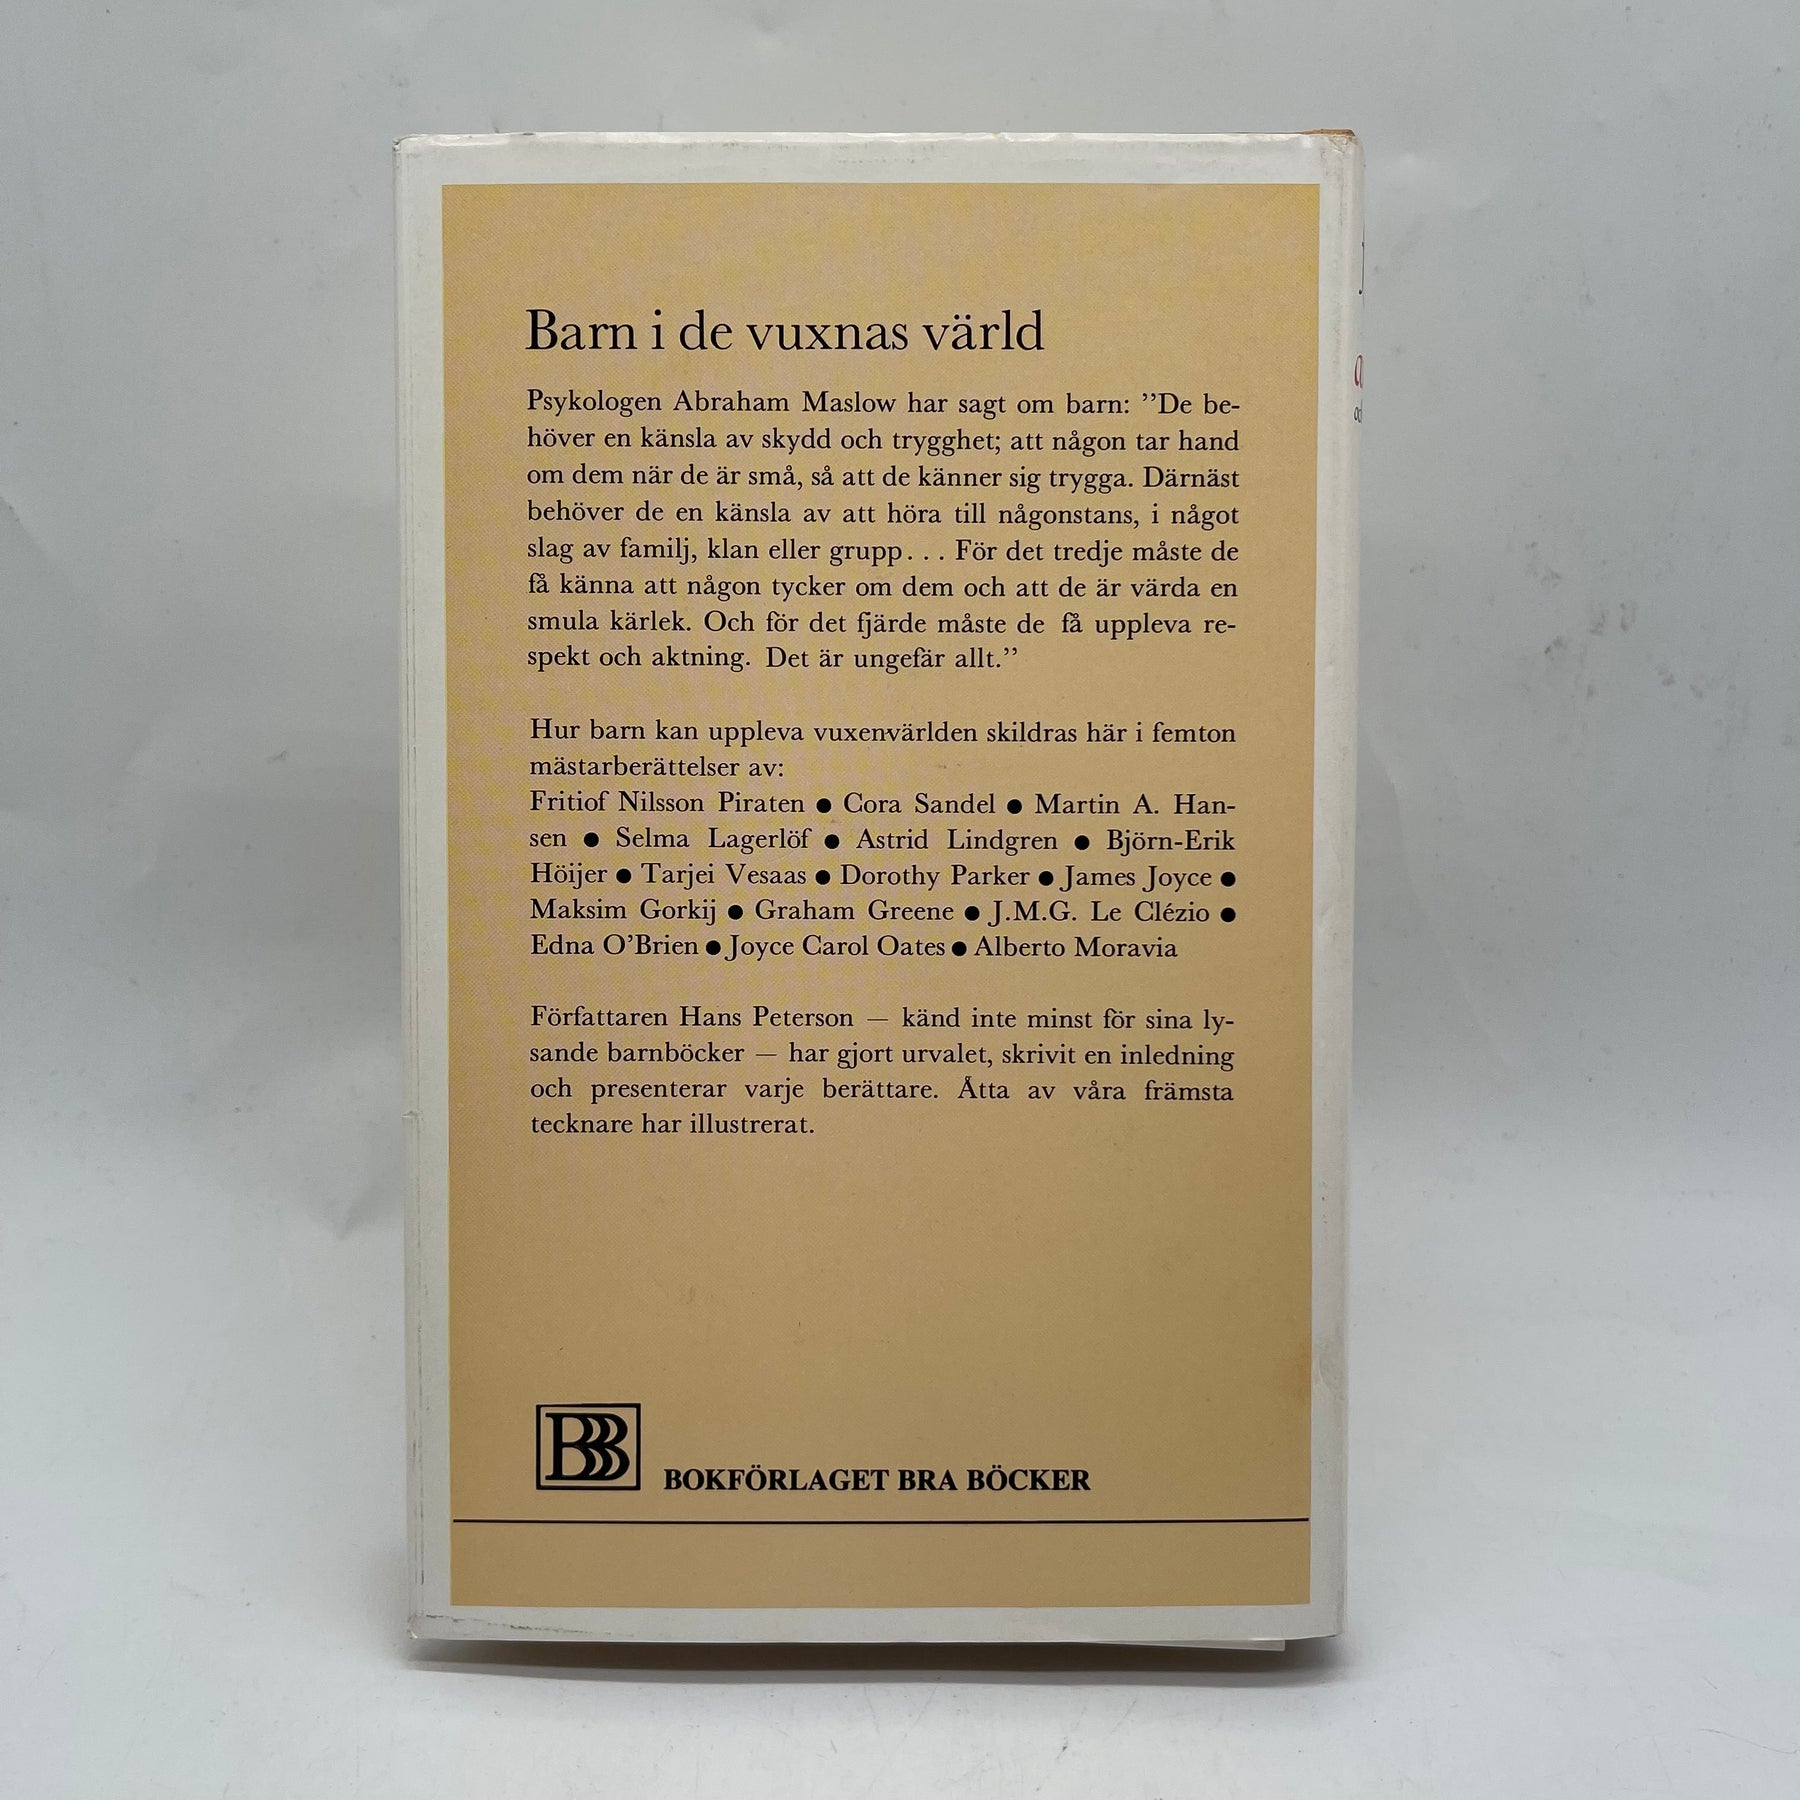 Barn i de vuxnas värld
Psykologen Abraham Maslow har sagt om barn: ”De be-
höver en känsla av skydd och trygghet; att någon tar hand
om dem när de är små, så att de känner sig trygga. Därnäst
behöver de en känsla av att höra till någonstans, i något
slag av familj, klan eller grupp. . . För det tredje måste de
få känna att någon tycker om dem och att de är värda en
smula kärlek. Och för det fjärde måste de få uppleva re-
spekt och aktning. Det är ungefär allt.”
Hur barn kan uppleva vuxenvärlden skildras här i femton
mästarberättelser av:
Fritiof Nilsson Piraten ● Cora Sandel ● Martin A. Han-
sen ● Selma Lagerlöf ● Astrid Lindgren ● Björn-Erik
Höijer ● Tarjei Vesaas ● Dorothy Parker ● James Joyce ●
Maksim Gorkij ● Graham Greene ● J.M.G. Le Clézio ●
Edna O’Brien ● Joyce Carol Oates ● Alberto Moravia
Författaren Hans Peterson — känd inte minst för sina ly-
sande barnböcker — har gjort urvalet, skrivit en inledning
och presenterar varje berättare. Åtta av våra främsta
tecknare har illustrerat.
BBB
BOKFÖRLAGET BRA BÖCKER